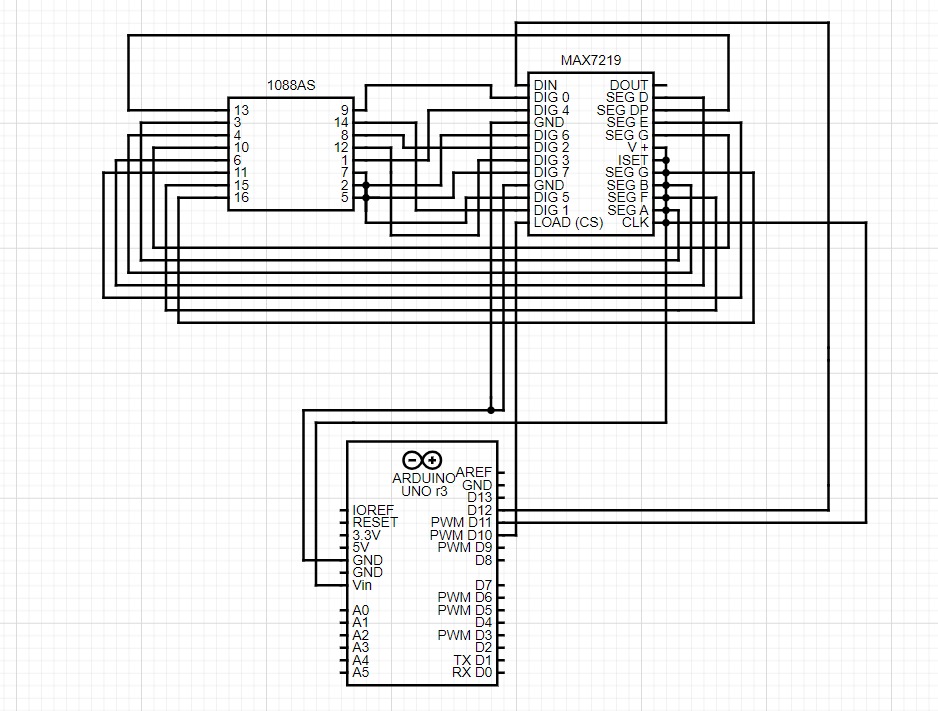 MAX7219
1088AS
13
3
4
10
6
11
15
16
9
14
8
12
1
7
2
5
DIN
DIG 0
DIG 4
GND
DIG 6
DIG 2
DIG 3
DIG 7
GND
DIG 5
DIG 1
LOAD (CS)
DOUT
SEG D
SEG DP
SEG E
SEG G
V +
ISET
SEG G
SEG B
SEG F
SEG A
CLK
ARDUINO
UNO r3
IOREF
RESET
3.3V
5V
GND
GND
Vin
A0
A1
A2
A3
A4
A5
AREF
GND
D13
D12
PWM D11
PWM D10
PWM D9
D8
D7
PWM D6
PWM D5
D4
PWM D3
D2
TX D1
RX D0